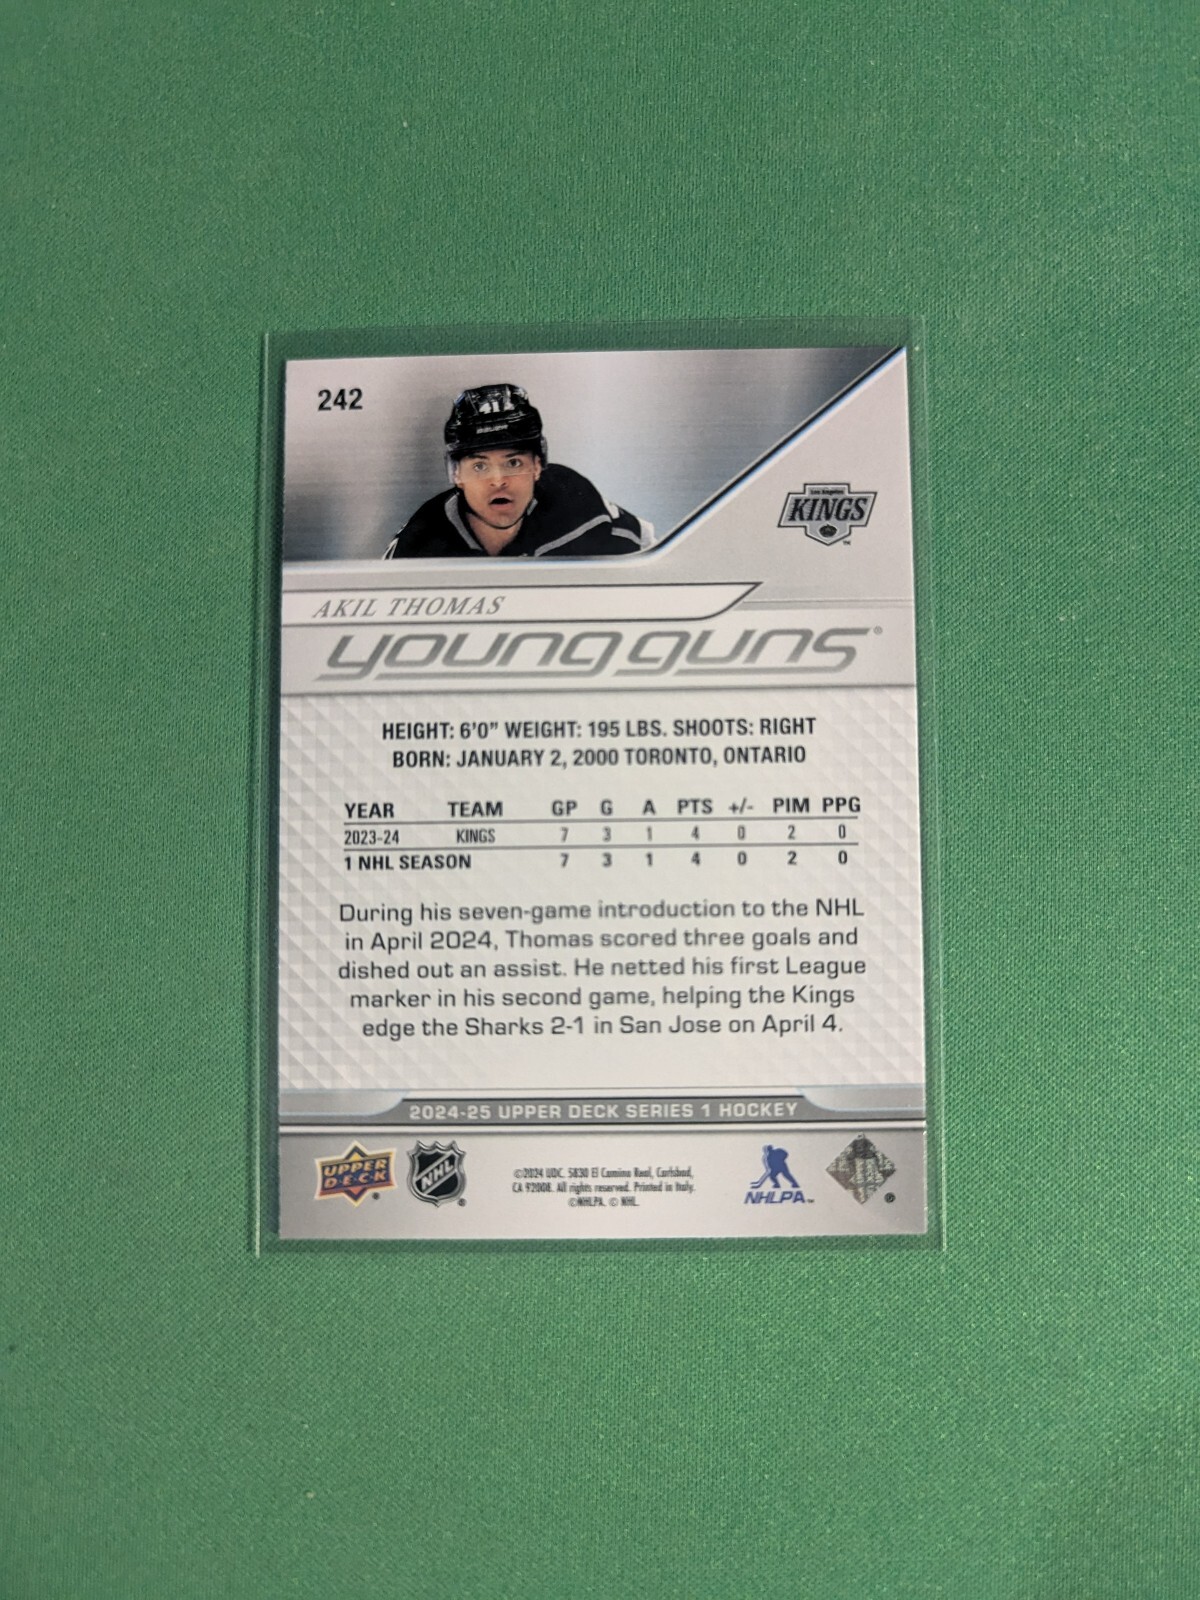 242
41
BAUER
Los Angeles
KINGS
™
AKIL THOMAS
young guns®
HEIGHT: 6'0" WEIGHT: 195 LBS. SHOOTS: RIGHT
BORN: JANUARY 2, 2000 TORONTO, ONTARIO
YEAR TEAM GP G A PTS +/- PIM PPG
2023-24 KINGS 7 3 1 4 0 2 0
1 NHL SEASON 7 3 1 4 0 2 0
During his seven-game introduction to the NHL
in April 2024, Thomas scored three goals and
dished out an assist. He netted his first League
marker in his second game, helping the Kings
edge the Sharks 2-1 in San Jose on April 4.
2024-25 UPPER DECK SERIES 1 HOCKEY
UPPER
DECK®
NHL®
©2024 UDC. 5830 El Camino Real, Carlsbad,
CA 92008. All rights reserved. Printed in Italy.
©NHLPA. © NHL.
NHLPA™
®